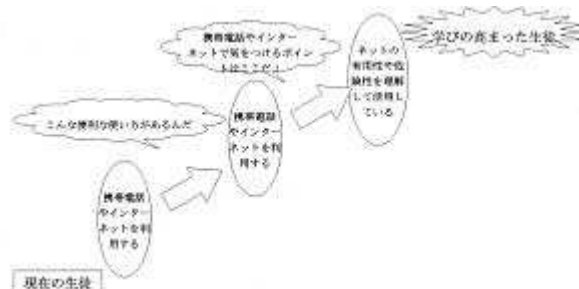 学びの高まった生徒
携帯電話やインター
ネットで気をつけるポイン
トはここだ！
ネットの
有用性や危
険性を理解
して活用し
ている
こんな便利な使い方があるんだ
携帯電話
やインター
ネットを利
用する
携帯電話
やインター
ネットを利
用する
現在の生徒